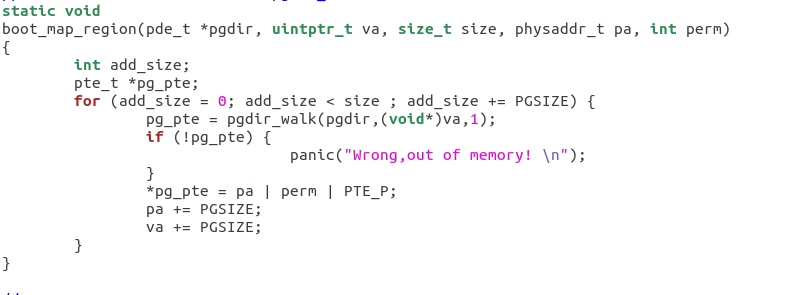 static void
boot_map_region(pde_t *pgdir, uintptr_t va, size_t size, physaddr_t pa, int perm)
{
        int add_size;
        pte_t *pg_pte;
        for (add_size = 0; add_size < size ; add_size += PGSIZE) {
                pg_pte = pgdir_walk(pgdir,(void*)va,1);
                if (!pg_pte) {
                                panic("Wrong,out of memory! \n");
                }
                *pg_pte = pa | perm | PTE_P;
                pa += PGSIZE;
                va += PGSIZE;
        }
}